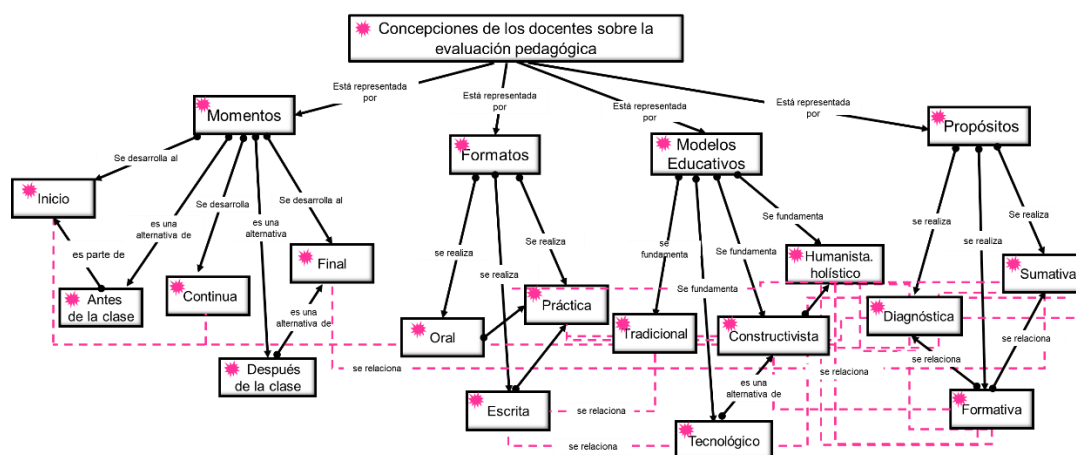 Concepciones de los docentes sobre la
evaluación pedagógica
Está representada
por
Está representada
por
Está representada
por
Está representada
por
Momentos
Formatos
Modelos
Educativos
Propósitos
Se desarrolla al
Inicio
es una
alternativa de
Se desarrolla
es una
alternativa
Se desarrolla al
es parte de
Antes
de la clase
Continua
Final
es una
alternativa de
Después
de la clase
se realiza
se realiza
Se realiza
Oral
Práctica
Escrita
se
fundamenta
Se fundamenta
Se fundamenta
Se fundamenta
Tradicional
Constructivista
Humanista.
holístico
es una
alternativa de
Tecnológico
se realiza
se realiza
Se realiza
Diagnóstica
Sumativa
Formativa
se relaciona
se relaciona
se relaciona
se relaciona
se relaciona
se relaciona